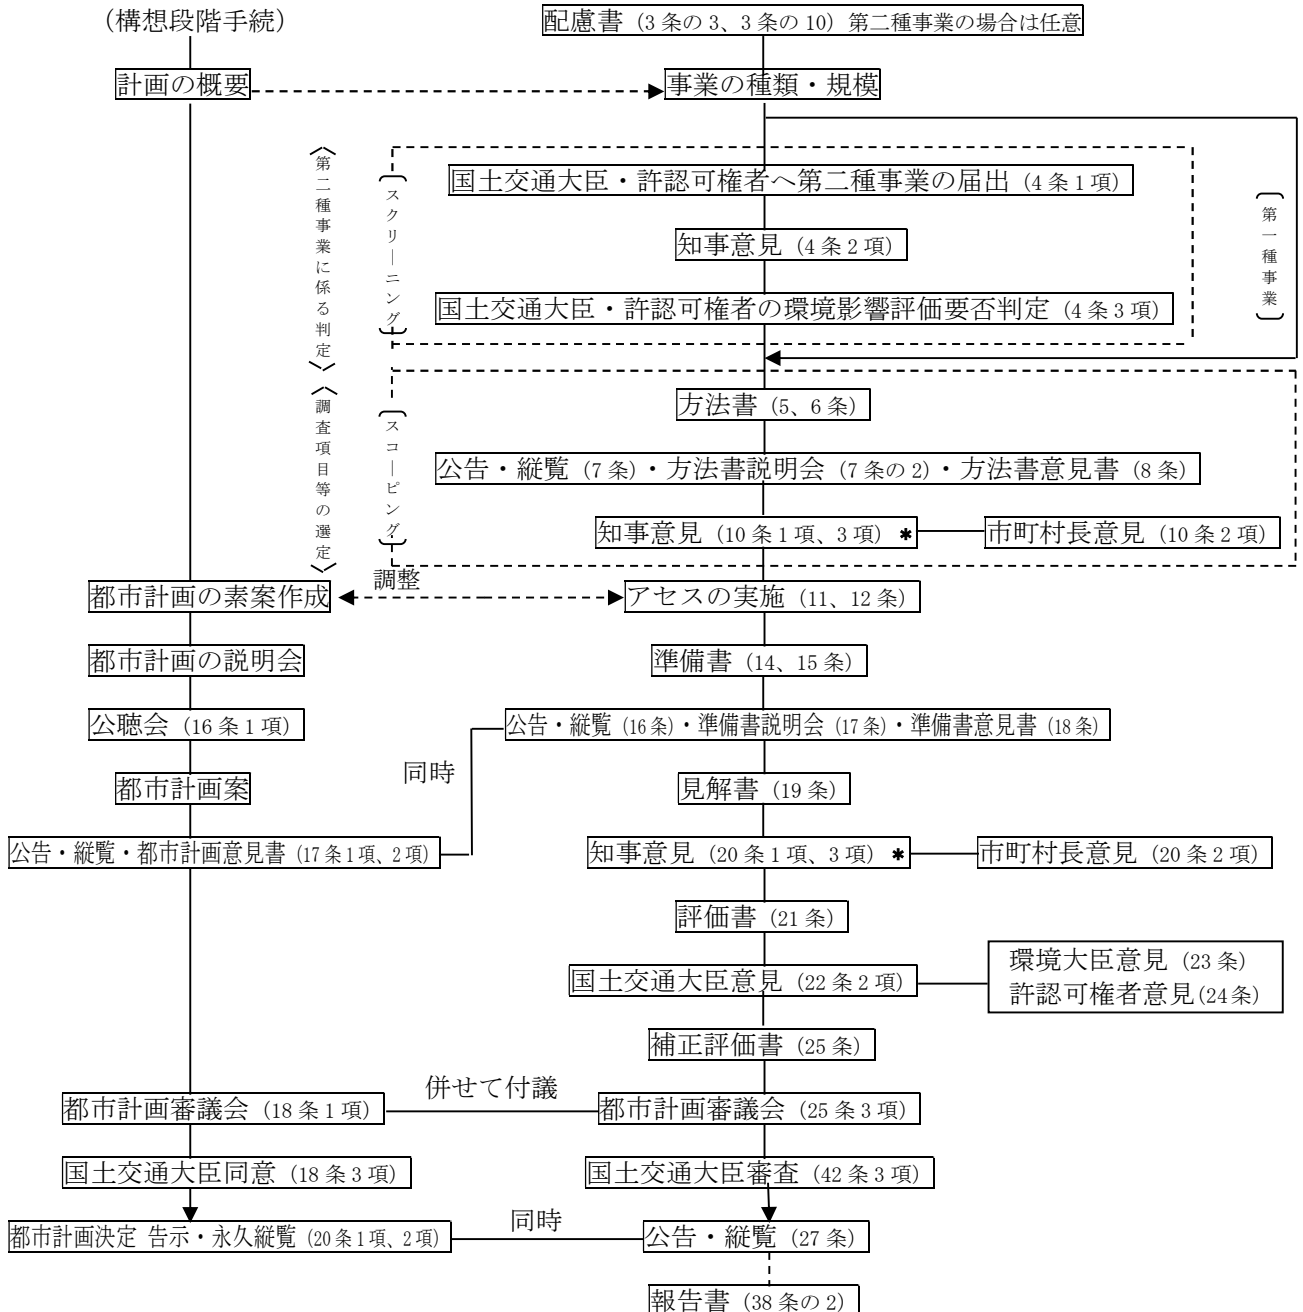 (構想段階手続)
配慮書 (3条の3、3条の10) 第二種事業の場合は任意
計画の概要
事業の種類・規模
〈第二種事業に係る判定〉
〔スクリーニング〕
国土交通大臣・許認可権者へ第二種事業の届出 (4条1項)
知事意見 (4条2項)
国土交通大臣・許認可権者の環境影響評価要否判定 (4条3項)
〔第一種事業〕
〈調査項目等の選定〉
〔スコーピング〕
方法書 (5、6条)
公告・縦覧 (7条)・方法書説明会 (7条の2)・方法書意見書 (8条)
知事意見 (10条1項、3項) *
市町村長意見 (10条2項)
都市計画の素案作成
調整
アセスの実施 (11、12条)
都市計画の説明会
準備書 (14、15条)
公聴会 (16条1項)
公告・縦覧 (16条)・準備書説明会 (17条)・準備書意見書 (18条)
同時
都市計画案
見解書 (19条)
公告・縦覧・都市計画意見書 (17条1項、2項)
知事意見 (20条1項、3項) *
市町村長意見 (20条2項)
評価書 (21条)
国土交通大臣意見 (22条2項)
環境大臣意見 (23条)
許認可権者意見(24条)
補正評価書 (25条)
都市計画審議会 (18条1項)
併せて付議
都市計画審議会 (25条3項)
国土交通大臣同意 (18条3項)
国土交通大臣審査 (42条3項)
都市計画決定 告示・永久縦覧 (20条1項、2項)
同時
公告・縦覧 (27条)
報告書 (38条の2)